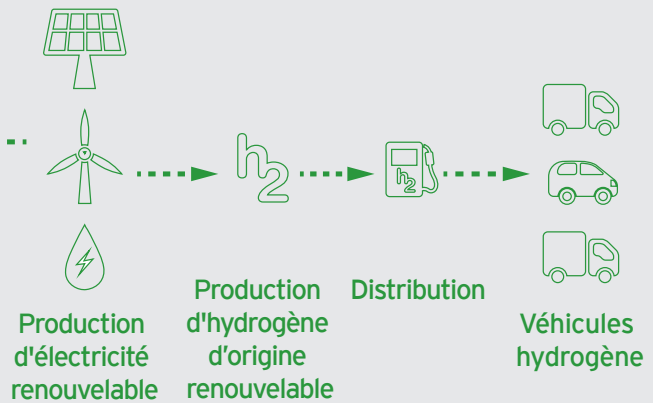 h2
h2
Production
d'électricité
renouvelable
Production
d'hydrogène
d’origine
renouvelable
Distribution
Véhicules
hydrogène